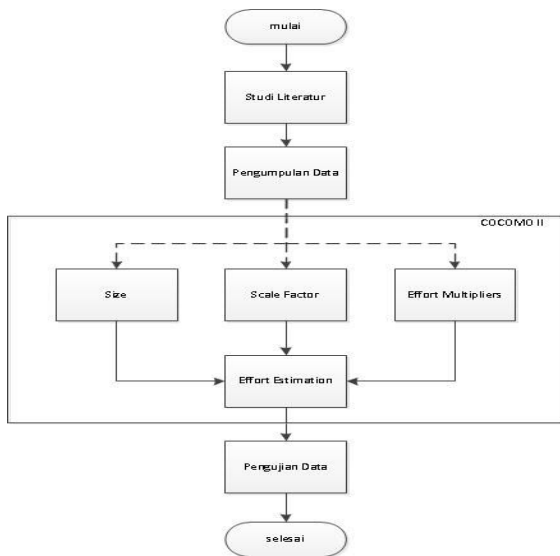 mulai
Studi Literatur
Pengumpulan Data
COCOMO II
Size
Scale Factor
Effort Multipliers
Effort Estimation
Pengujian Data
selesai